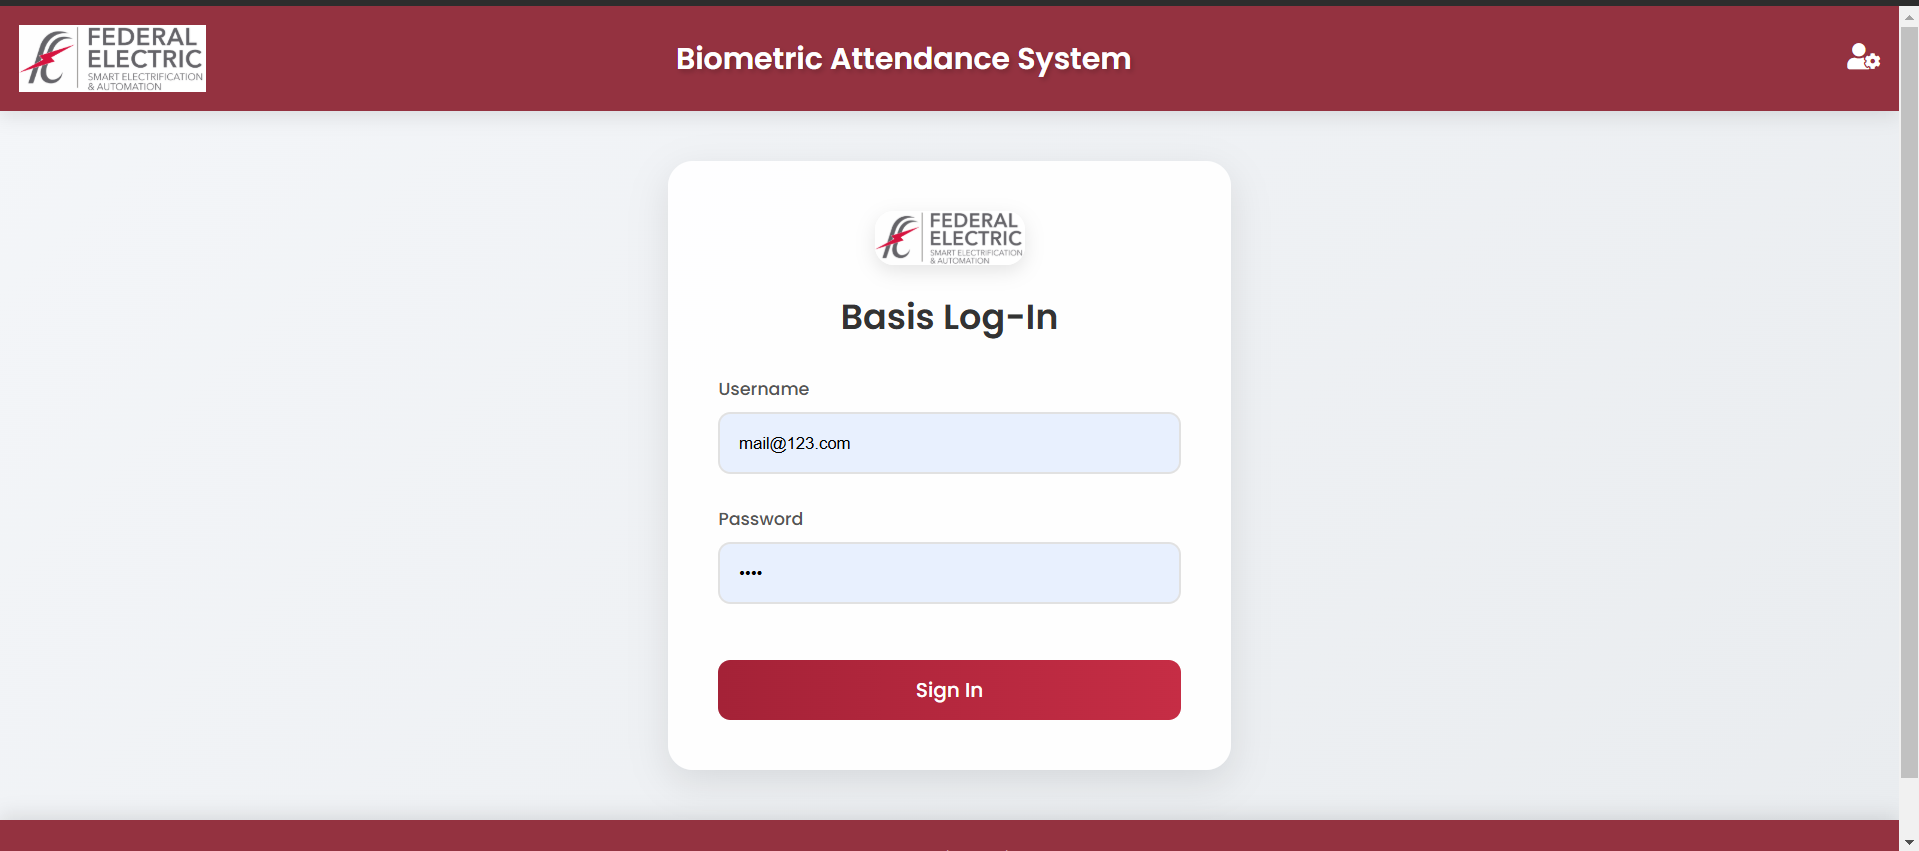 FEDERAL
ELECTRIC
SMART ELECTRIFICATION
& AUTOMATION
Biometric Attendance System
FEDERAL
ELECTRIC
SMART ELECTRIFICATION
& AUTOMATION
Basis Log-In
Username
mail@123.com
Password
••••
Sign In